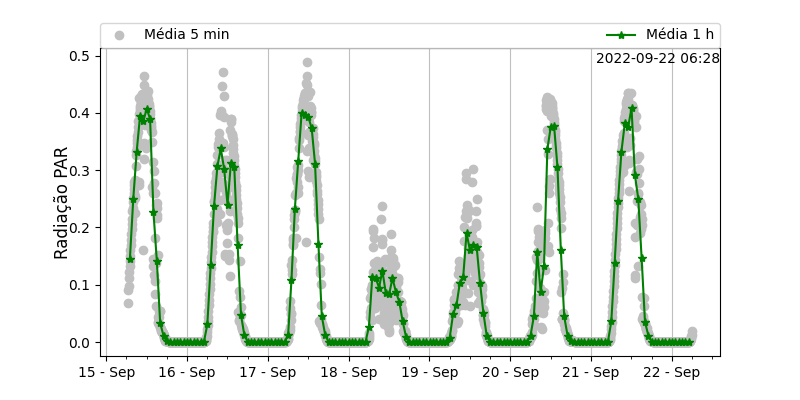 Média 5 min
Média 1 h
2022-09-22 06:28
Radiação PAR
0.5
0.4
0.3
0.2
0.1
0.0
15 - Sep
16 - Sep
17 - Sep
18 - Sep
19 - Sep
20 - Sep
21 - Sep
22 - Sep